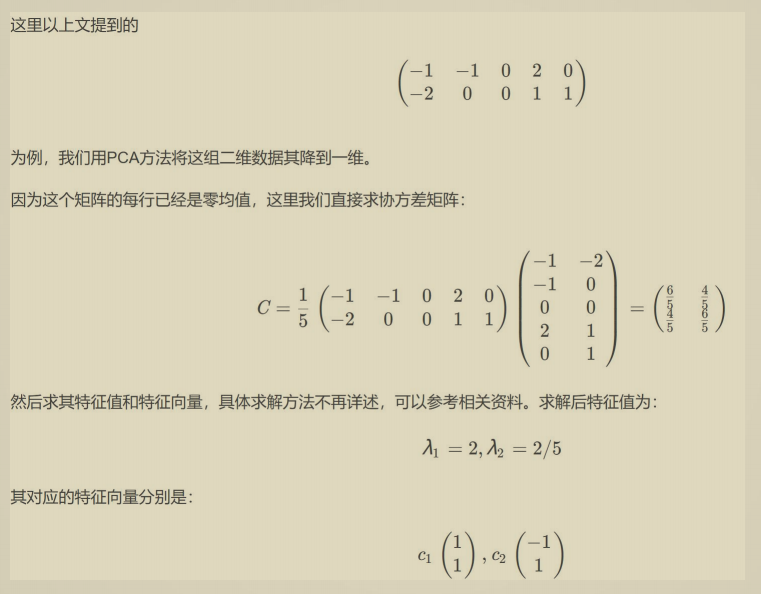 这里以上文提到的
$$\begin{pmatrix} -1 & -1 & 0 & 2 & 0 \\ -2 & 0 & 0 & 1 & 1 \end{pmatrix}$$
为例，我们用PCA方法将这组二维数据其降到一维。
因为这个矩阵的每行已经是零均值，这里我们直接求协方差矩阵：
$$C = \frac{1}{5} \begin{pmatrix} -1 & -1 & 0 & 2 & 0 \\ -2 & 0 & 0 & 1 & 1 \end{pmatrix} \begin{pmatrix} -1 & -2 \\ -1 & 0 \\ 0 & 0 \\ 2 & 1 \\ 0 & 1 \end{pmatrix} = \begin{pmatrix} \frac{6}{5} & \frac{4}{5} \\ \frac{4}{5} & \frac{6}{5} \end{pmatrix}$$
然后求其特征值和特征向量，具体求解方法不再详述，可以参考相关资料。求解后特征值为：
$$\lambda_1 = 2, \lambda_2 = 2/5$$
其对应的特征向量分别是：
$$c_1 \begin{pmatrix} 1 \\ 1 \end{pmatrix}, c_2 \begin{pmatrix} -1 \\ 1 \end{pmatrix}$$